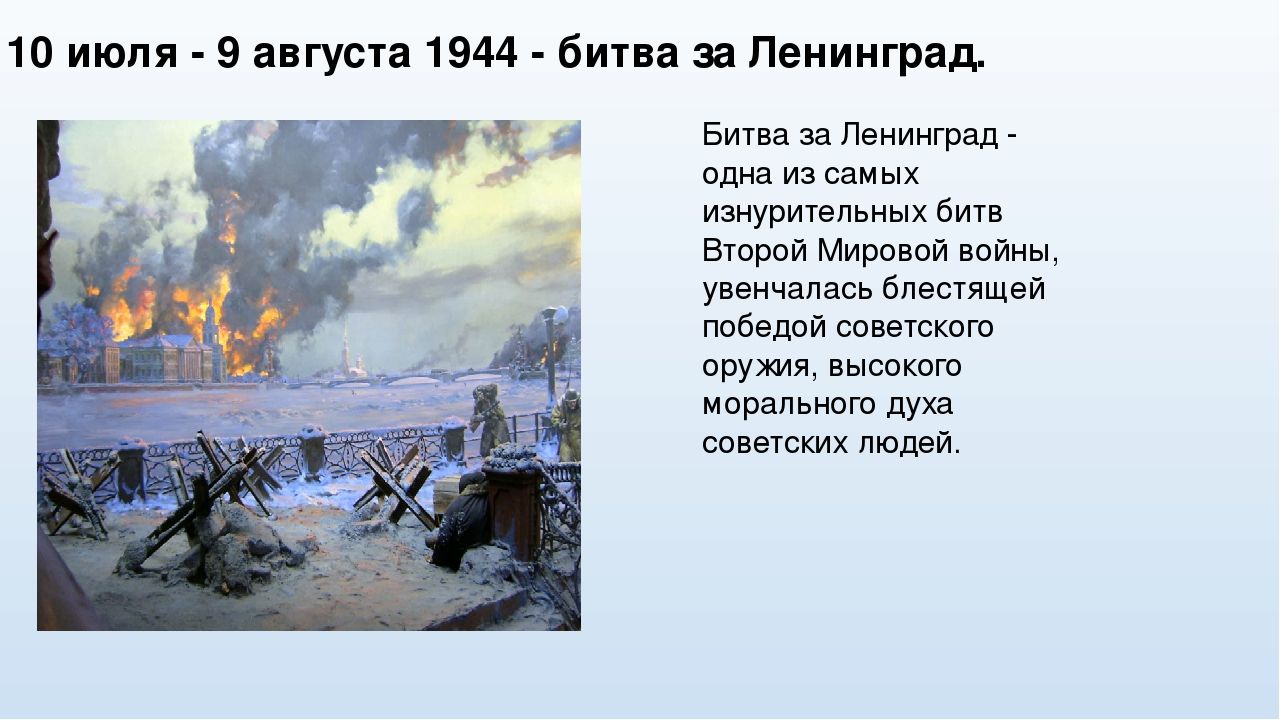 10 июля - 9 августа 1944 - битва за Ленинград.
Битва за Ленинград -
одна из самых
изнурительных битв
Второй Мировой войны,
увенчалась блестящей
победой советского
оружия, высокого
морального духа
советских людей.